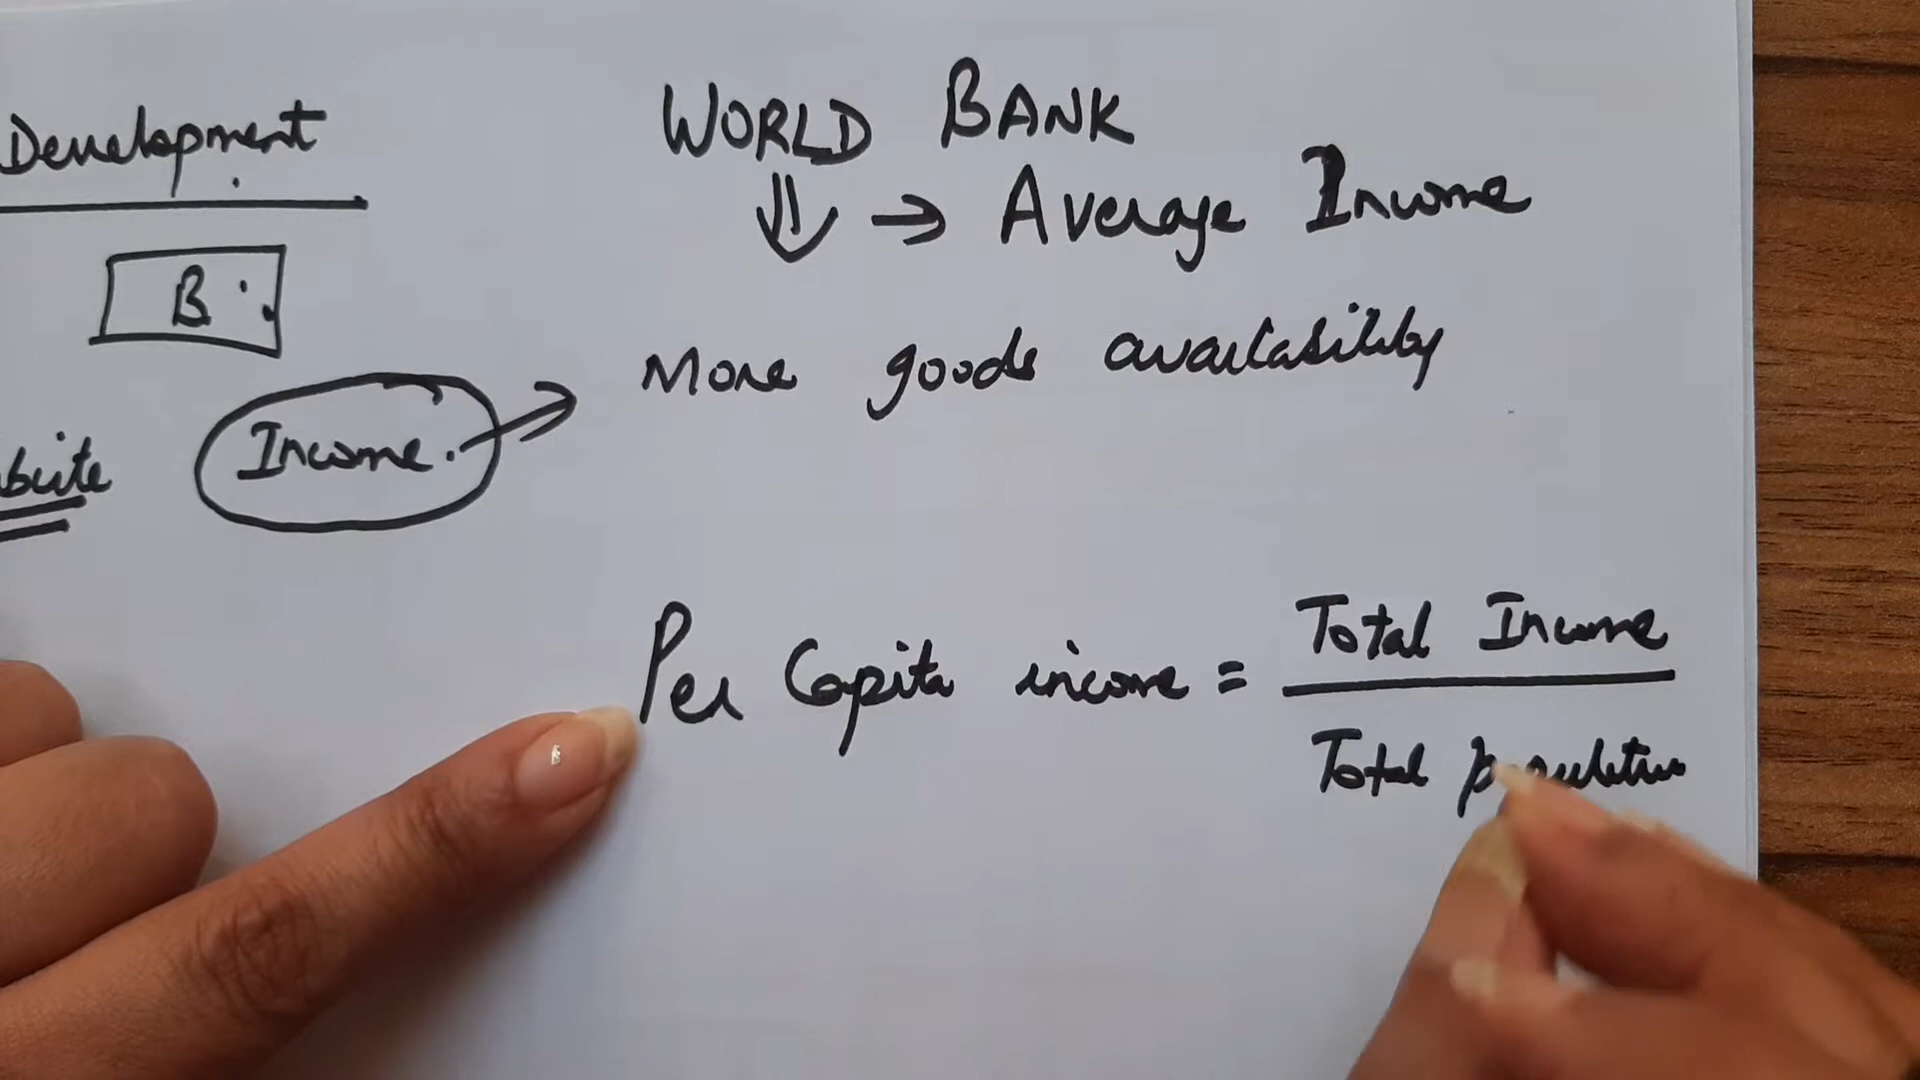 Development
WORLD BANK
→ Average Income
B
More goods availability
Income.
Per Capita income = Total Income
Total population